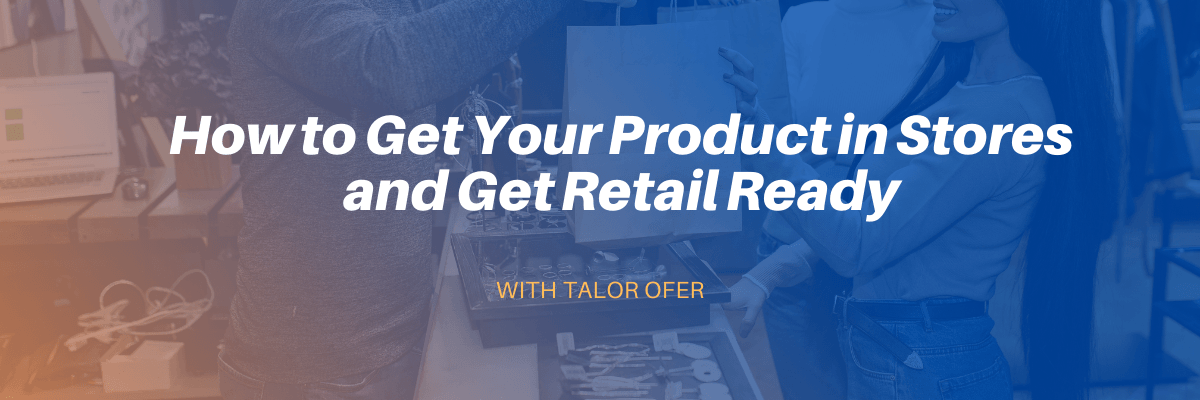 How to Get Your Product in Stores
and Get Retail Ready
WITH TALOR OFER